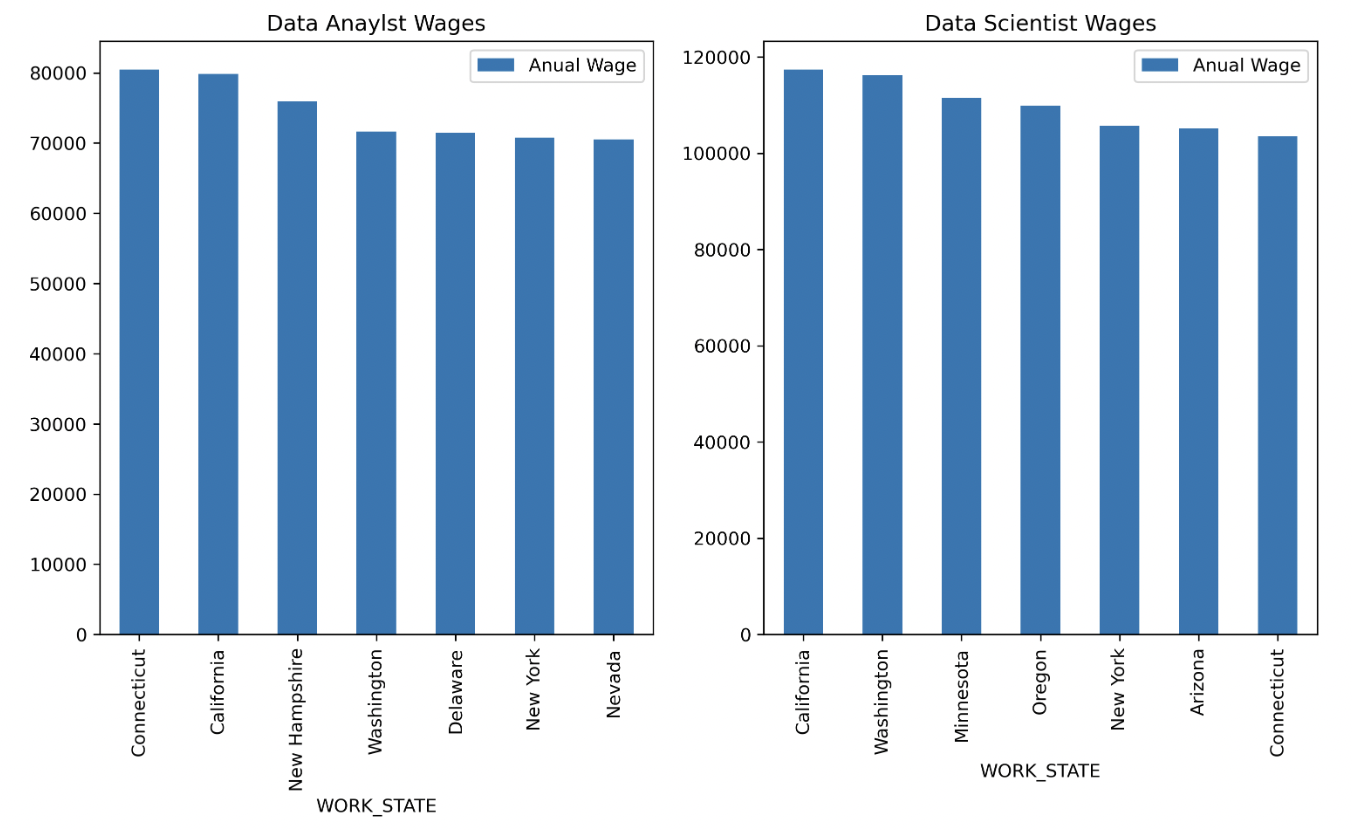 Data Anaylst Wages
Anual Wage
80000
70000
60000
50000
40000
30000
20000
10000
0
Connecticut
California
New Hampshire
Washington
Delaware
New York
Nevada
WORK_STATE
Data Scientist Wages
Anual Wage
120000
100000
80000
60000
40000
20000
0
California
Washington
Minnesota
Oregon
New York
Arizona
Connecticut
WORK_STATE